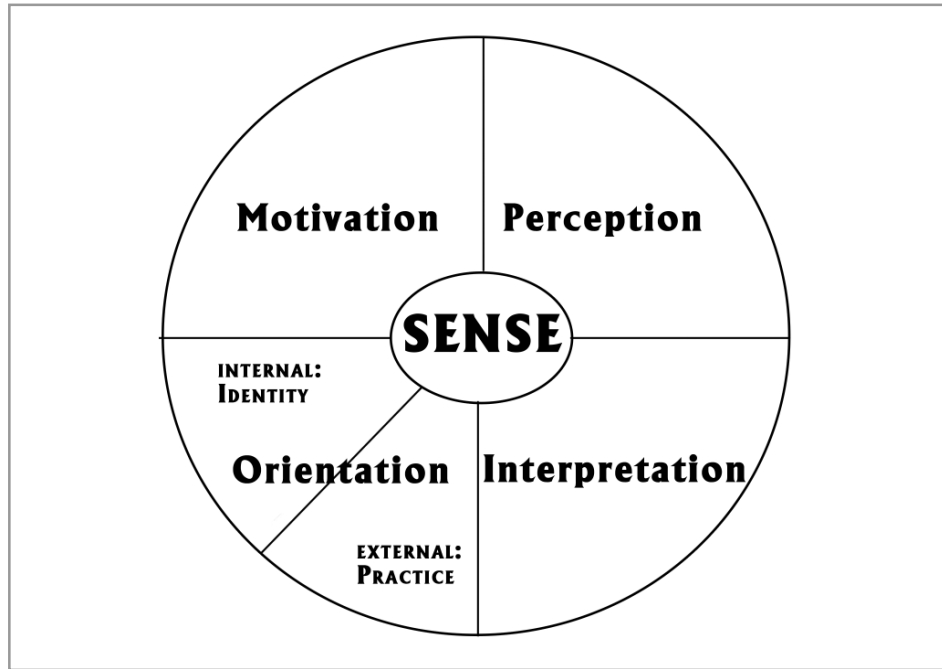 Motivation
Perception
SENSE
INTERNAL:
IDENTITY
Orientation
Interpretation
EXTERNAL:
PRACTICE